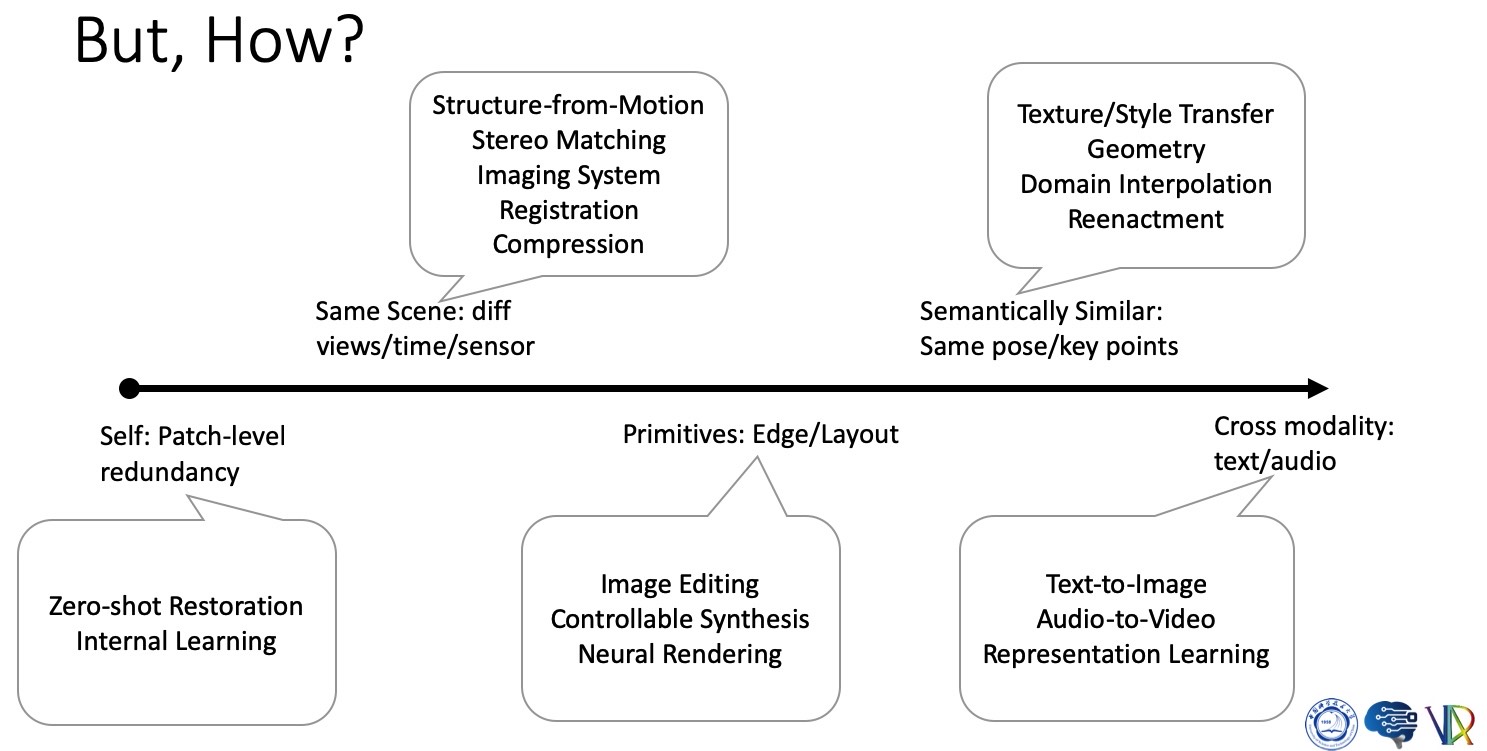 But, How?
Structure-from-Motion
Stereo Matching
Imaging System
Registration
Compression
Texture/Style Transfer
Geometry
Domain Interpolation
Reenactment
Same Scene: diff
views/time/sensor
Semantically Similar:
Same pose/key points
Self: Patch-level
redundancy
Primitives: Edge/Layout
Cross modality:
text/audio
Zero-shot Restoration
Internal Learning
Image Editing
Controllable Synthesis
Neural Rendering
Text-to-Image
Audio-to-Video
Representation Learning
1958